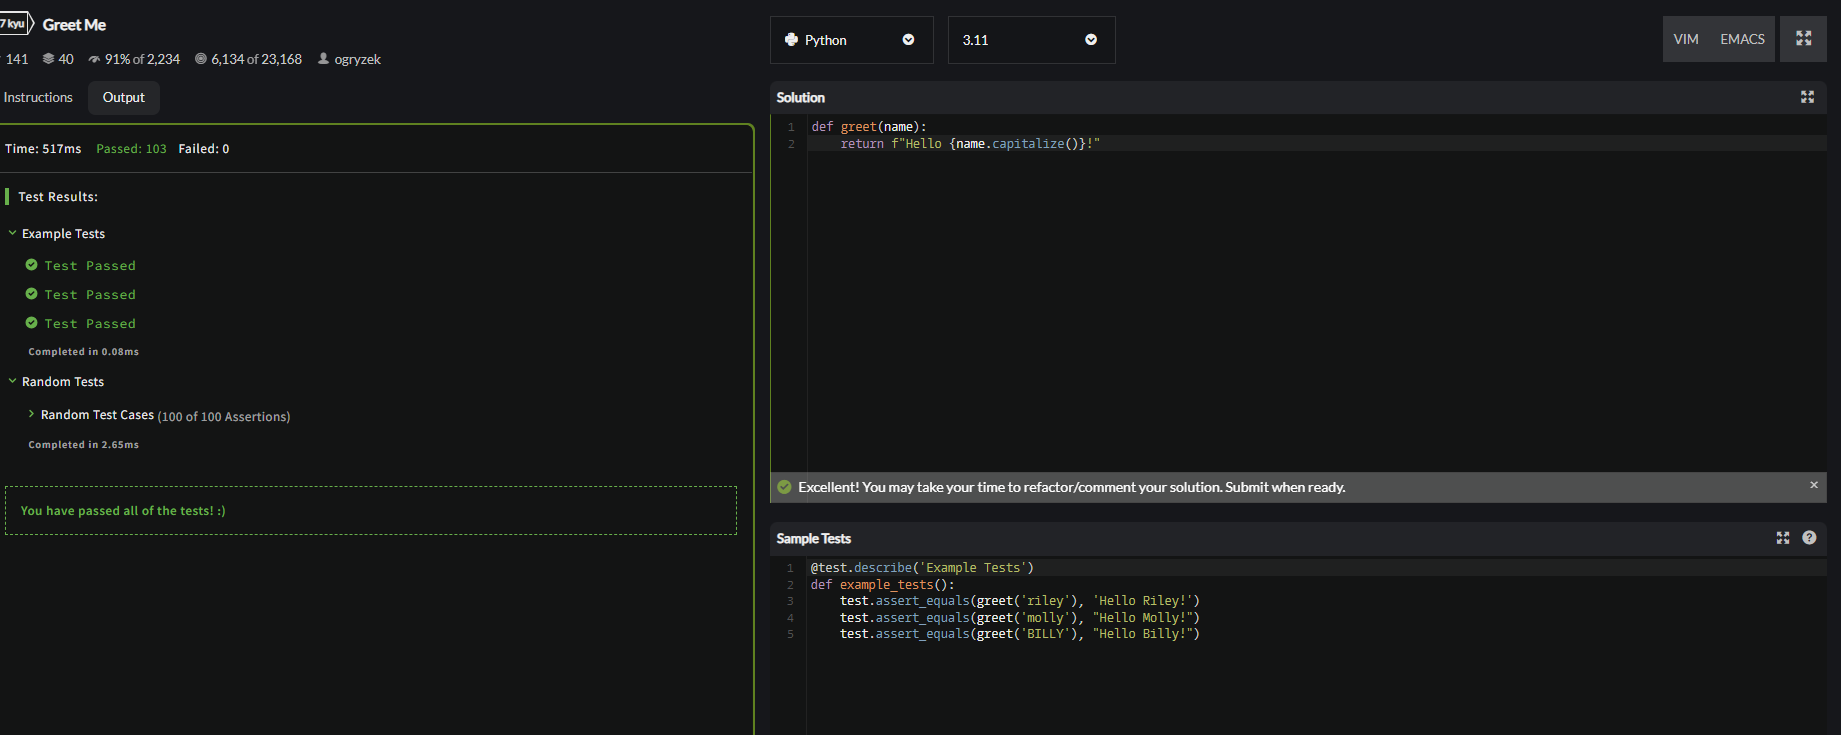 7 kyu Greet Me
141 40 91% of 2,234 6,134 of 23,168 ogryzek
Instructions Output
Time: 517ms Passed: 103 Failed: 0
Test Results:
Example Tests
Test Passed
Test Passed
Test Passed
Completed in 0.08ms
Random Tests
Random Test Cases (100 of 100 Assertions)
Completed in 2.65ms
You have passed all of the tests! :)
Python 3.11 VIM EMACS
Solution
1 def greet(name):
2     return f"Hello {name.capitalize()}!"
Excellent! You may take your time to refactor/comment your solution. Submit when ready. ×
Sample Tests ?
1 @test.describe('Example Tests')
2 def example_tests():
3     test.assert_equals(greet('riley'), 'Hello Riley!')
4     test.assert_equals(greet('molly'), "Hello Molly!")
5     test.assert_equals(greet('BILLY'), "Hello Billy!")